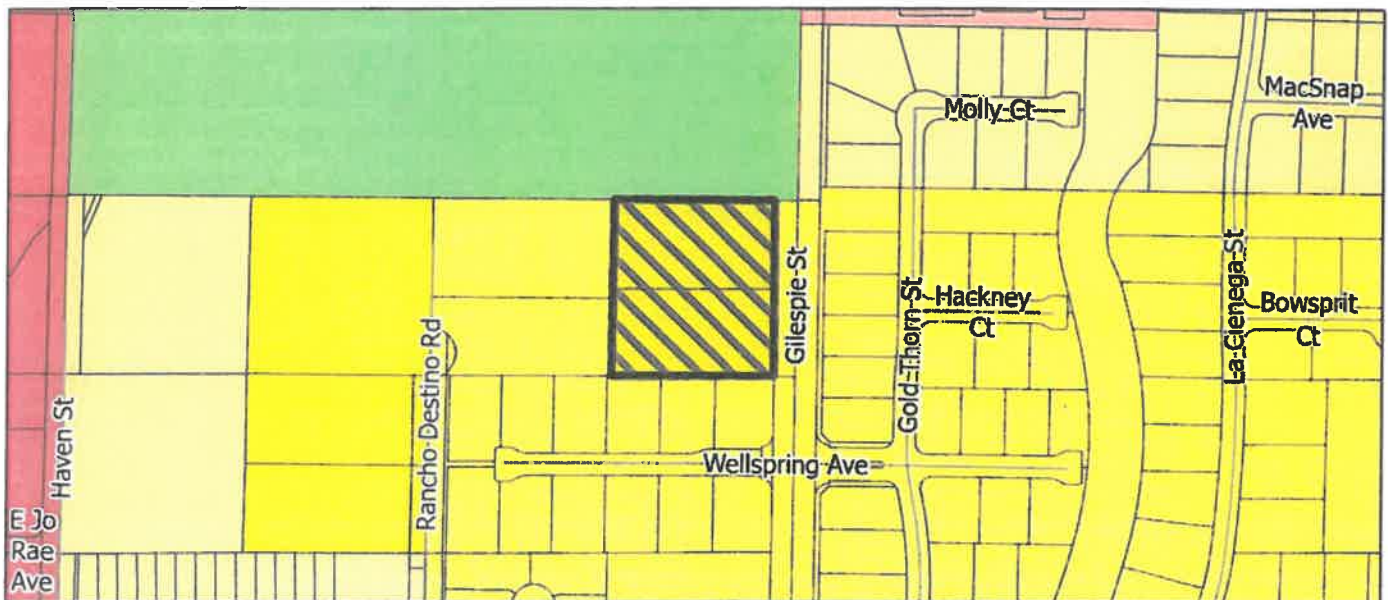 MacSnap
Ave
Molly Ct
Gilespie St
Gold Thorn St
Hackney
Ct
La Cienega St
Bowsprit
Ct
Rancho Destino Rd
Haven St
Wellspring Ave
E Jo
Rae
Ave